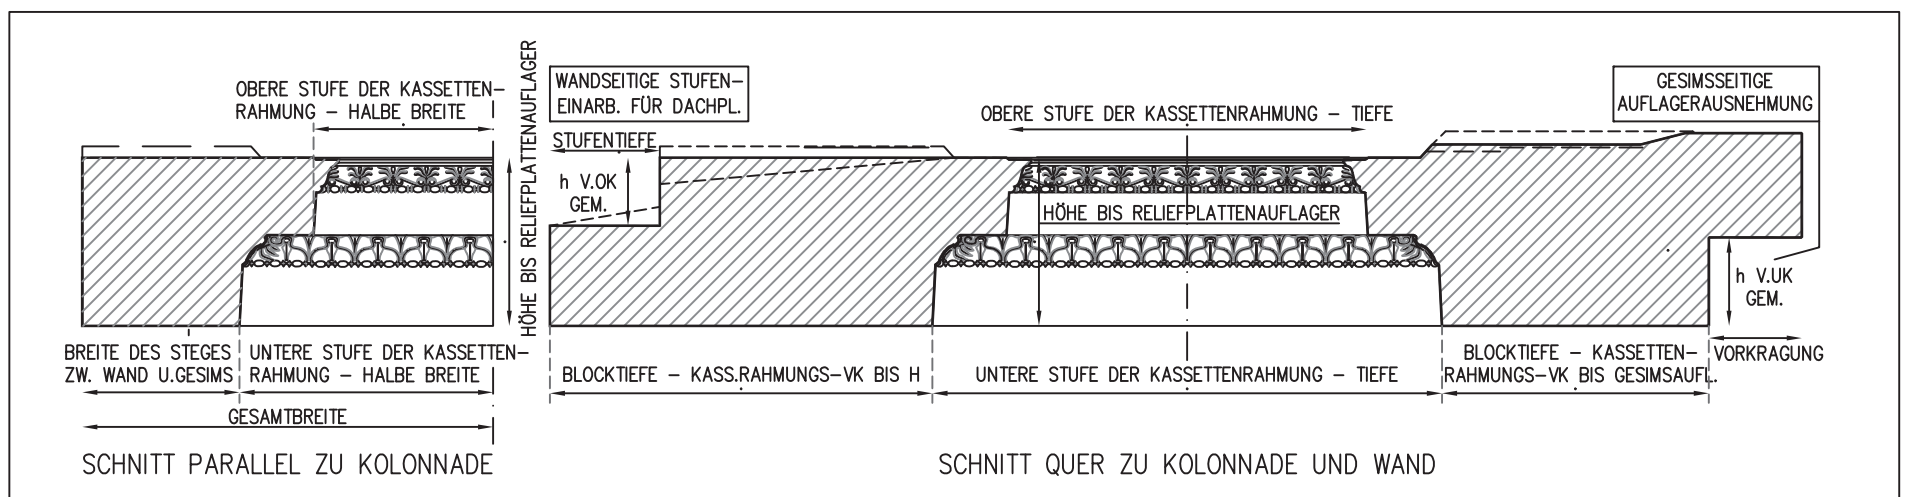 OBERE STUFE DER KASSETTEN-
RAHMUNG - HALBE BREITE
HÖHE BIS RELIEFPLATTENAUFLAGER
BREITE DES STEGES
ZW. WAND U.GESIMS
UNTERE STUFE DER KASSETTEN-
RAHMUNG - HALBE BREITE
GESAMTBREITE
SCHNITT PARALLEL ZU KOLONNADE
WANDSEITIGE STUFEN-
EINARB. FÜR DACHPL.
STUFENTIEFE
h V.OK
GEM.
OBERE STUFE DER KASSETTENRAHMUNG - TIEFE
HÖHE BIS RELIEFPLATTENAUFLAGER
GESIMSSEITIGE
AUFLAGERAUSNEHMUNG
h V.UK
GEM.
BLOCKTIEFE - KASS.RAHMUNGS-VK BIS H
UNTERE STUFE DER KASSETTENRAHMUNG - TIEFE
BLOCKTIEFE - KASSETTEN-
RAHMUNGS-VK BIS GESIMSAUFL.
VORKRAGUNG
SCHNITT QUER ZU KOLONNADE UND WAND